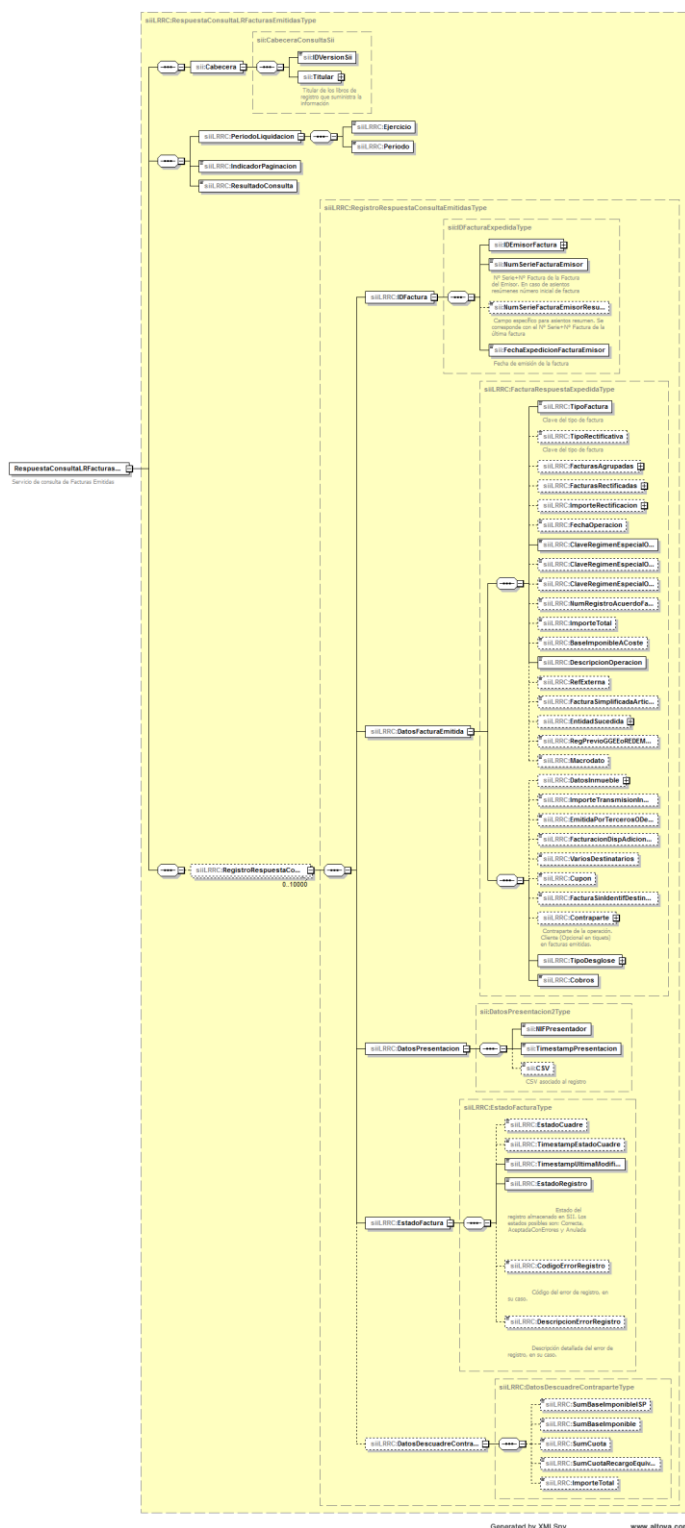 siiLRRC:RespuestaConsultaLRFacturasEmitidasType
sii:CabeceraConsultaSii
sii:Cabecera
sii:IDVersionSii
sii:Titular
Titular de los libros de
registro que suministra la
información
siiLRRC:PeriodoLiquidacion
siiLRRC:Ejercicio
siiLRRC:Periodo
siiLRRC:IndicadorPaginacion
siiLRRC:ResultadoConsulta
siiLRRC:RegistroRespuestaConsultaEmitidasType
sii:IDFacturaExpedidaType
siiLRRC:IDFactura
sii:IDEmisorFactura
sii:NumSerieFacturaEmisor
Nº Serie+Nº Factura de la Factura
del Emisor. En caso de asientos
resúmenes número inicial de factura
sii:NumSerieFacturaEmisorResu...
Campo específico para asientos resumen. Se
corresponde con el Nº Serie+Nº Factura de la
última factura
sii:FechaExpedicionFacturaEmisor
Fecha de emisión de la factura
siiLRRC:FacturaRespuestaExpedidaType
siiLRRC:TipoFactura
Clave del tipo de factura
siiLRRC:TipoRectificativa
Clave del tipo de factura
siiLRRC:FacturasAgrupadas
RespuestaConsultaLRFacturas...
Servicio de consulta de Facturas Emitidas
siiLRRC:FacturasRectificadas
siiLRRC:ImporteRectificacion
siiLRRC:FechaOperacion
siiLRRC:ClaveRegimenEspecialO...
siiLRRC:ClaveRegimenEspecialO...
siiLRRC:ClaveRegimenEspecialO...
siiLRRC:NumRegistroAcuerdoFa...
siiLRRC:ImporteTotal
siiLRRC:BaseImponibleACoste
siiLRRC:DescripcionOperacion
siiLRRC:RefExterna
siiLRRC:FacturaSimplificadaArtic...
siiLRRC:EntidadSucedida
siiLRRC:DatosFacturaEmitida
siiLRRC:RegPrevioGGEEoREDEM...
siiLRRC:Macrodato
siiLRRC:DatosInmueble
siiLRRC:ImporteTransmisionIn...
siiLRRC:EmitidaPorTercerosODe...
siiLRRC:FacturacionDispAdicion...
siiLRRC:VariosDestinatarios
siiLRRC:RegistroRespuestaCo...
0..10000
siiLRRC:Cupon
siiLRRC:FacturaSinIdentifDestin...
siiLRRC:Contraparte
Contraparte de la operación.
Cliente (Opcional en tiquets)
en facturas emitidas.
siiLRRC:TipoDesglose
siiLRRC:Cobros
sii:DatosPresentacion2Type
siiLRRC:DatosPresentacion
sii:NIFPresentador
sii:TimestampPresentacion
sii:CSV
CSV asociado al registro
siiLRRC:EstadoFacturaType
siiLRRC:EstadoCuadre
siiLRRC:TimestampEstadoCuadre
siiLRRC:TimestampUltimaModifi...
siiLRRC:EstadoRegistro
Estado del
registro almacenado en SII. Los
estados posibles son: Correcta,
AceptadaConErrores y Anulada
siiLRRC:EstadoFactura
siiLRRC:CodigoErrorRegistro
Código del error de registro, en
su caso.
siiLRRC:DescripcionErrorRegistro
Descripción detallada del error de
registro, en su caso.
siiLRRC:DatosDescuadreContraparteType
siiLRRC:DatosDescuadreContra...
siiLRRC:SumBaseImponibleISP
siiLRRC:SumBaseImponible
siiLRRC:SumCuota
siiLRRC:SumCuotaRecargoEquiv...
siiLRRC:ImporteTotal
Generated by XMLSpy
www.altova.com